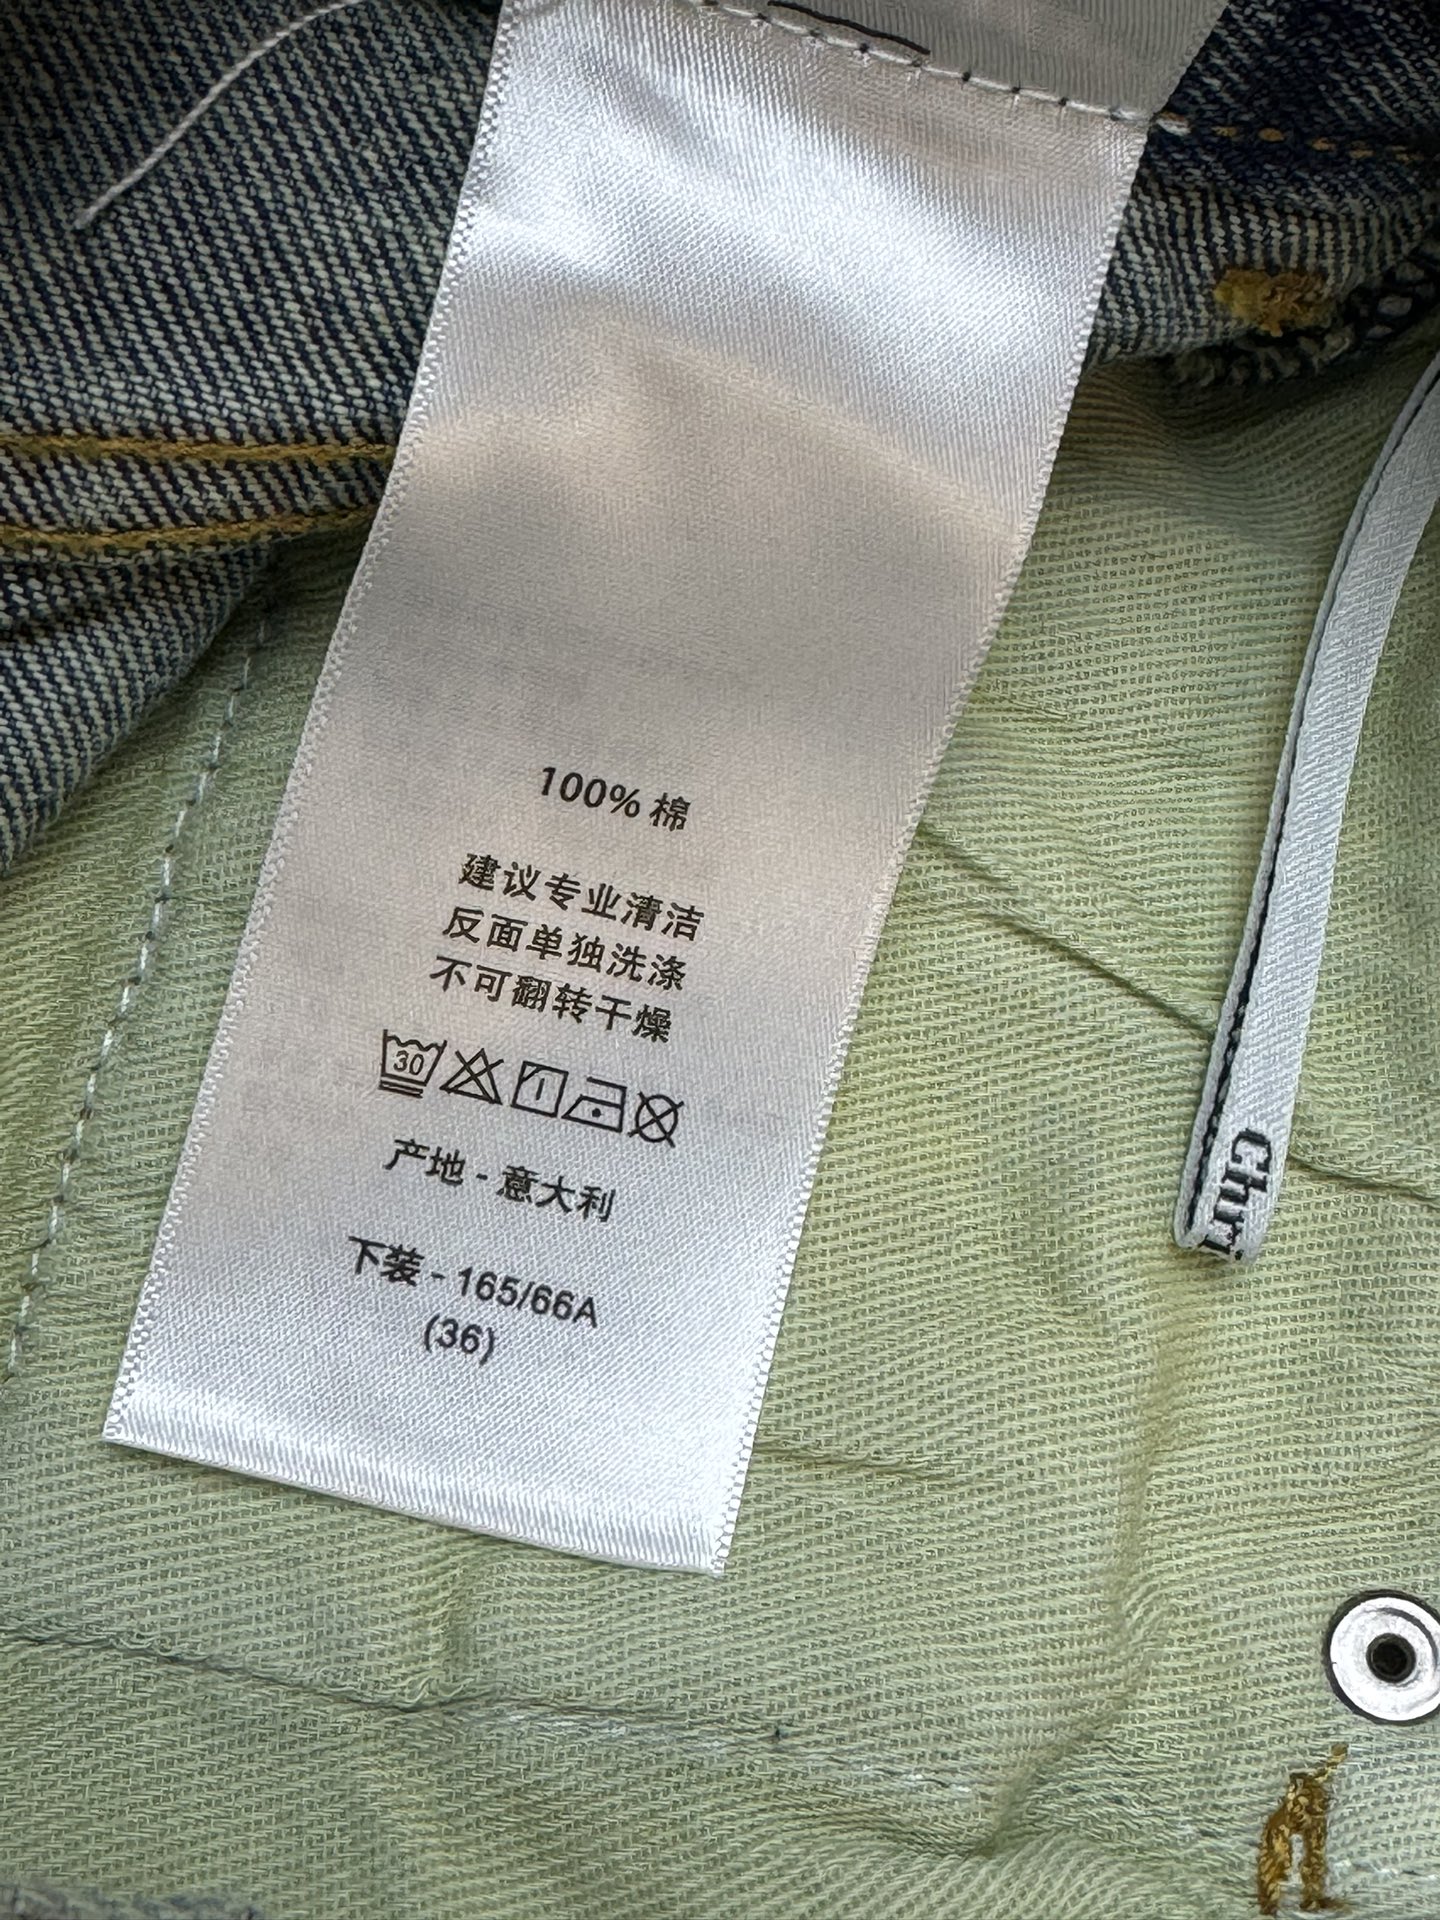 100% 棉
建议专业清洁
反面单独洗涤
不可翻转干燥
30
产地 - 意大利
下装 - 165/66A
(36)
Chri